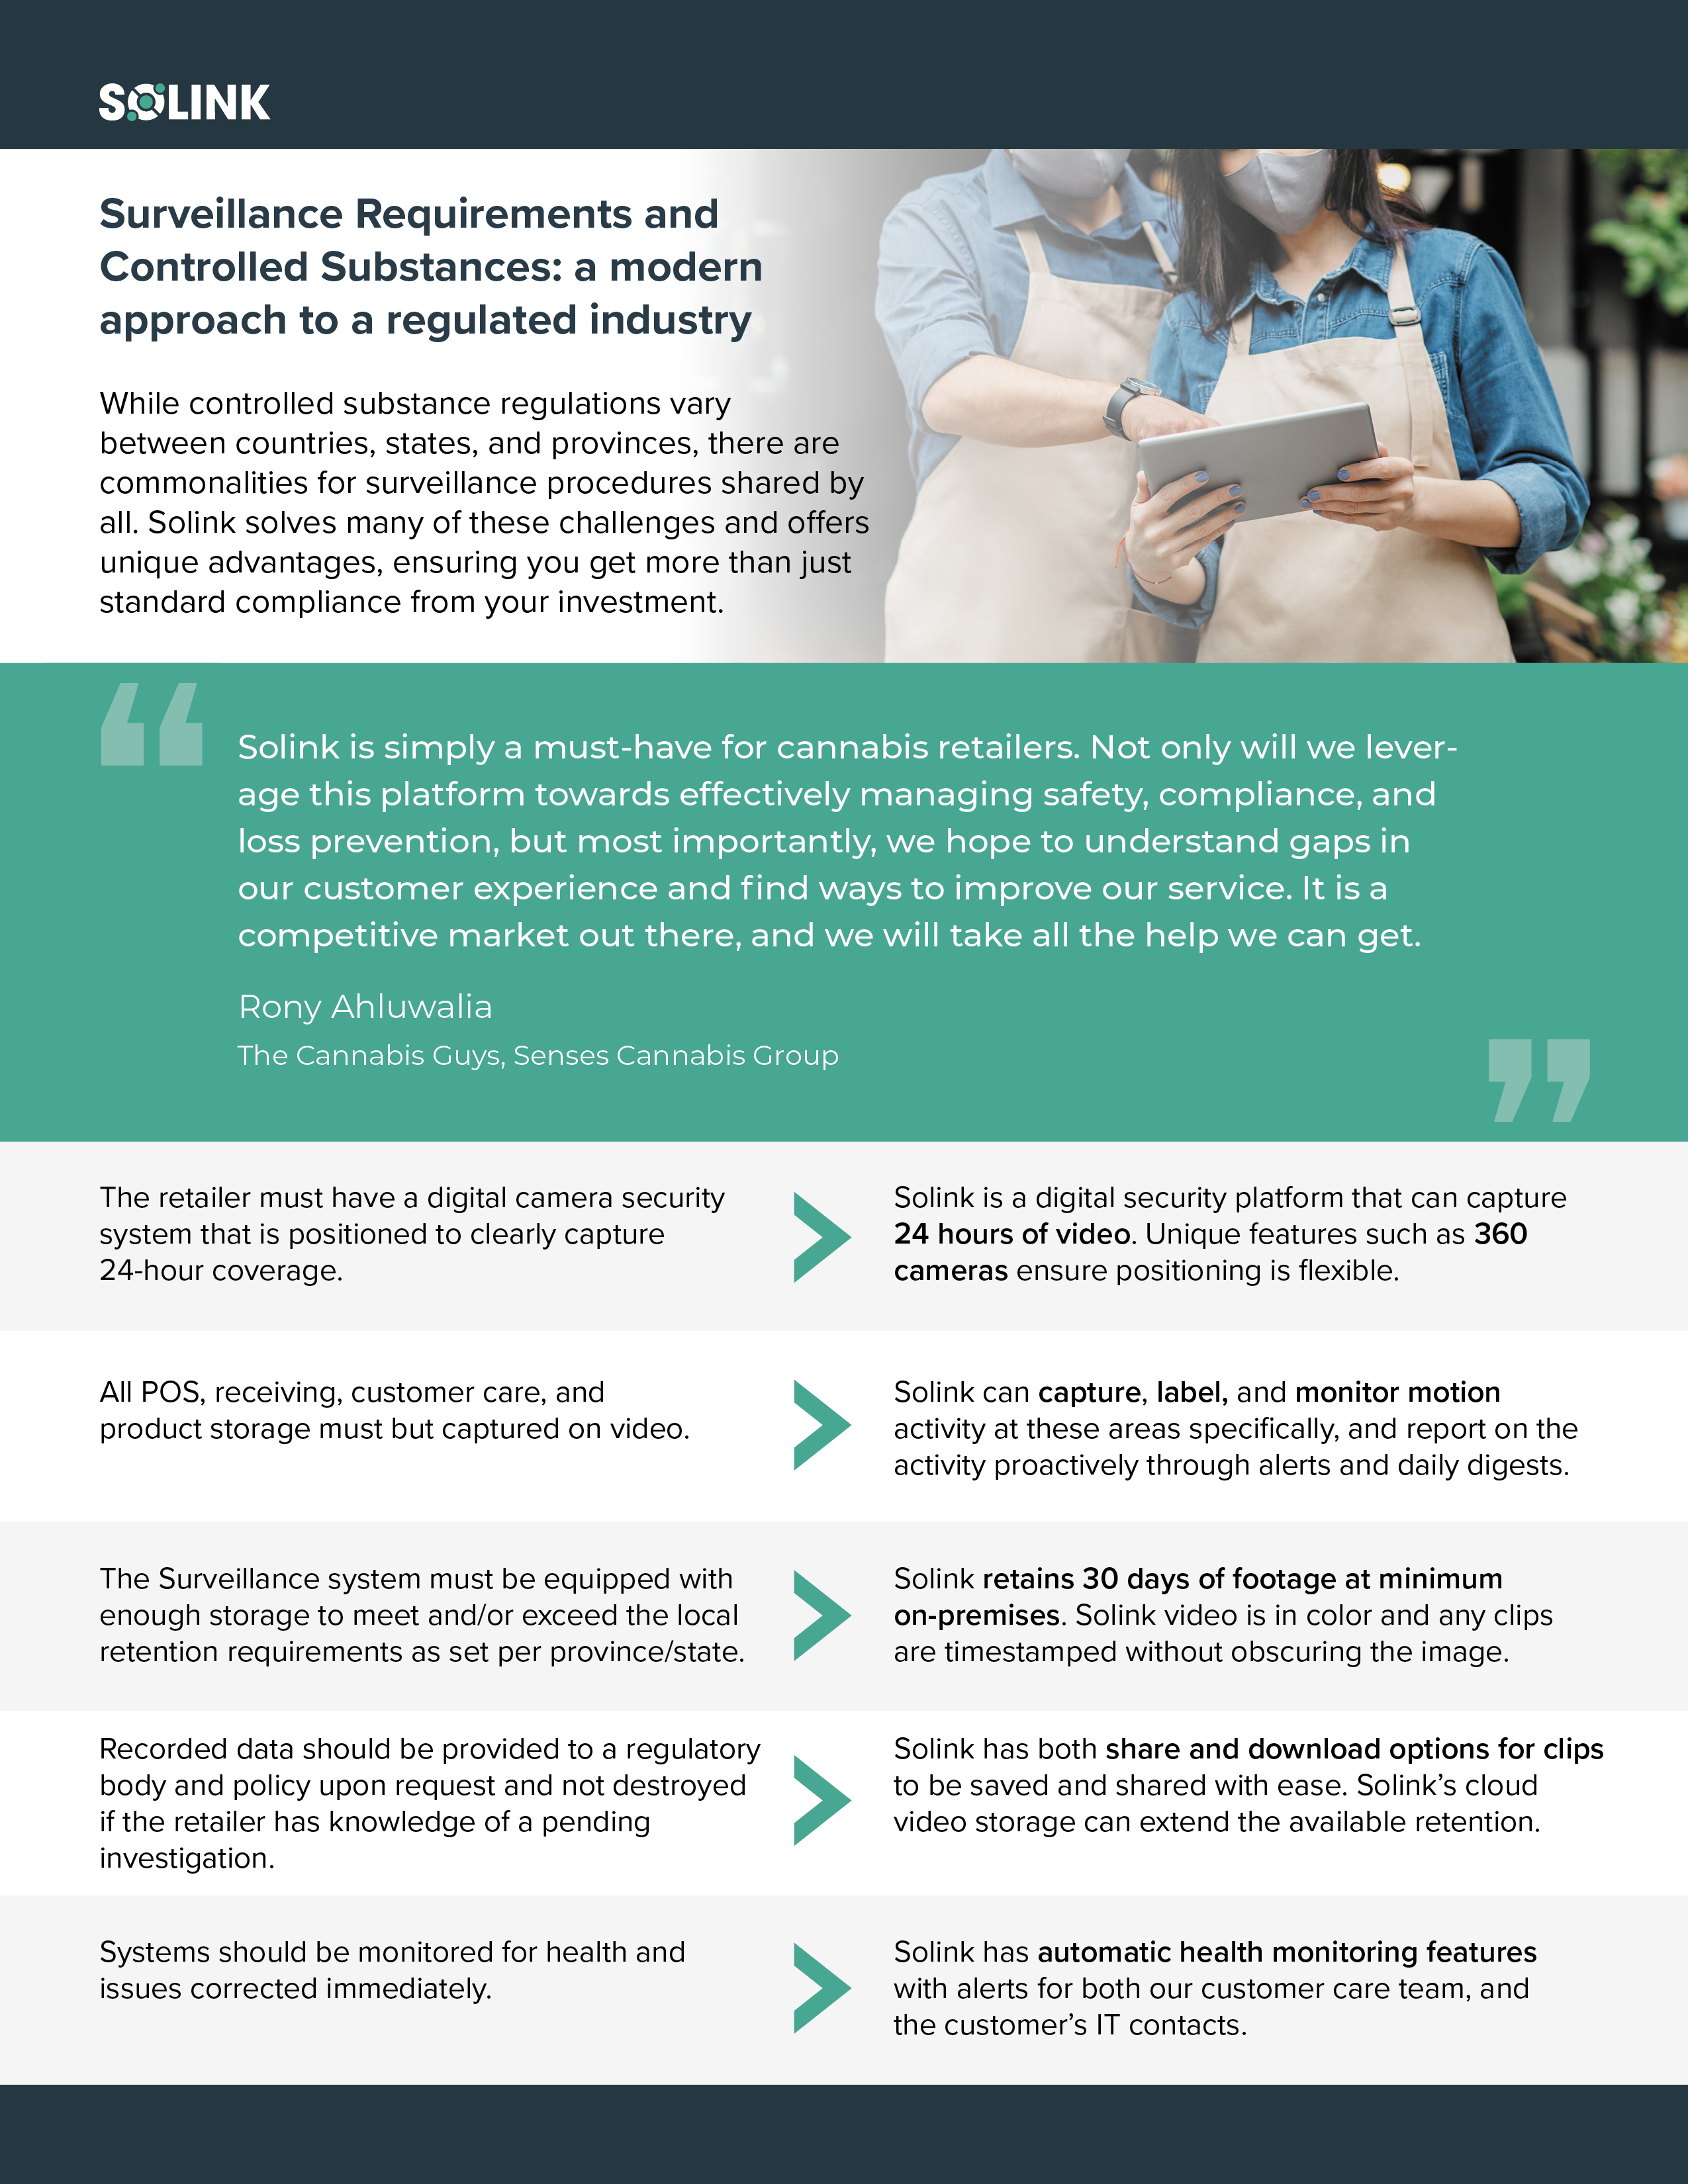 SOLINK
Surveillance Requirements and
Controlled Substances: a modern
approach to a regulated industry
While controlled substance regulations vary
between countries, states, and provinces, there are
commonalities for surveillance procedures shared by
all. Solink solves many of these challenges and offers
unique advantages, ensuring you get more than just
standard compliance from your investment.
“
Solink is simply a must-have for cannabis retailers. Not only will we lever-
age this platform towards effectively managing safety, compliance, and
loss prevention, but most importantly, we hope to understand gaps in
our customer experience and find ways to improve our service. It is a
competitive market out there, and we will take all the help we can get.
Rony Ahluwalia
The Cannabis Guys, Senses Cannabis Group
”
The retailer must have a digital camera security
system that is positioned to clearly capture
24-hour coverage.
Solink is a digital security platform that can capture
24 hours of video. Unique features such as 360
cameras ensure positioning is flexible.
All POS, receiving, customer care, and
product storage must but captured on video.
Solink can capture, label, and monitor motion
activity at these areas specifically, and report on the
activity proactively through alerts and daily digests.
The Surveillance system must be equipped with
enough storage to meet and/or exceed the local
retention requirements as set per province/state.
Solink retains 30 days of footage at minimum
on-premises. Solink video is in color and any clips
are timestamped without obscuring the image.
Recorded data should be provided to a regulatory
body and policy upon request and not destroyed
if the retailer has knowledge of a pending
investigation.
Solink has both share and download options for clips
to be saved and shared with ease. Solink’s cloud
video storage can extend the available retention.
Systems should be monitored for health and
issues corrected immediately.
Solink has automatic health monitoring features
with alerts for both our customer care team, and
the customer’s IT contacts.